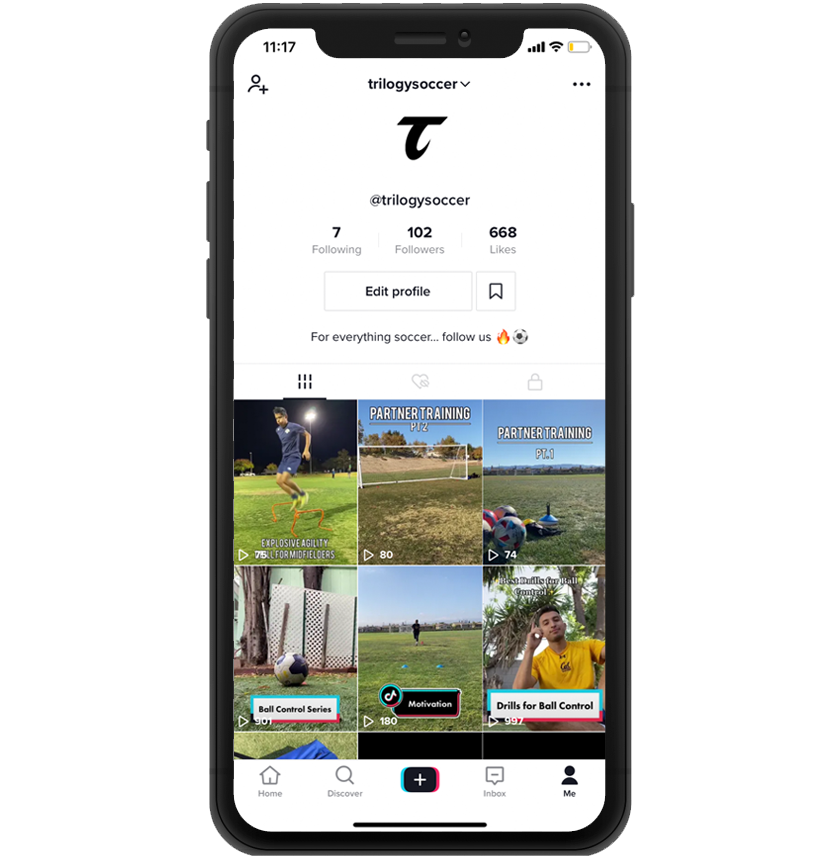 11:17
trilogysoccer
@trilogysoccer
7
Following
102
Followers
668
Likes
Edit profile
For everything soccer... follow us 🔥⚽
EXPLOSIVE AGILITY
FOR MIDFIELDERS
75
PARTNER TRAINING
PT 2
80
PARTNER TRAINING
PT. 1
74
Ball Control Series
901
Motivation
180
Best Drills for Ball
Control
Drills for Ball Control
997
Home
Discover
Inbox
Me